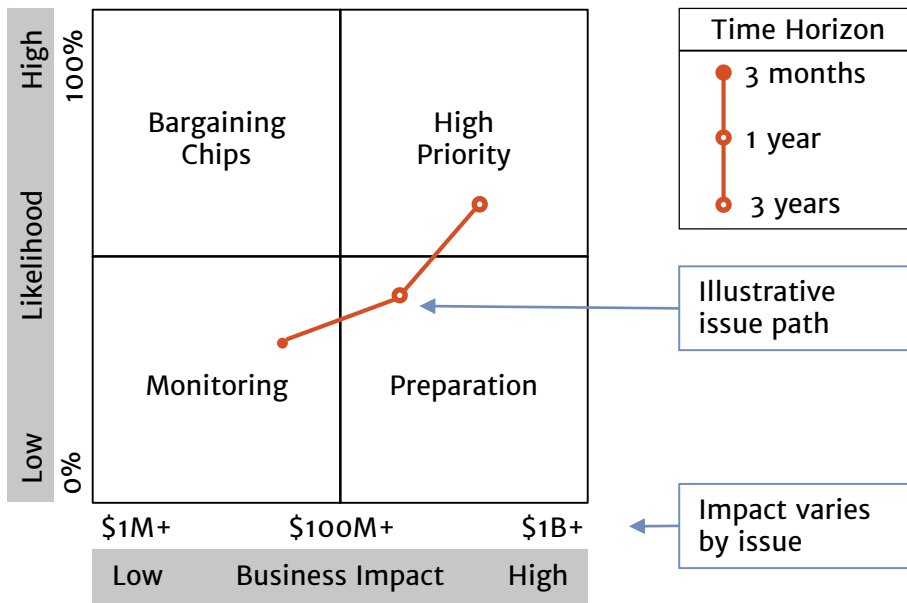 High
100%
Likelihood
Low
0%
Bargaining
Chips
High
Priority
Monitoring
Preparation
$1M+
$100M+
$1B+
Low
Business Impact
High
Time Horizon
3 months
1 year
3 years
Illustrative
issue path
Impact varies
by issue